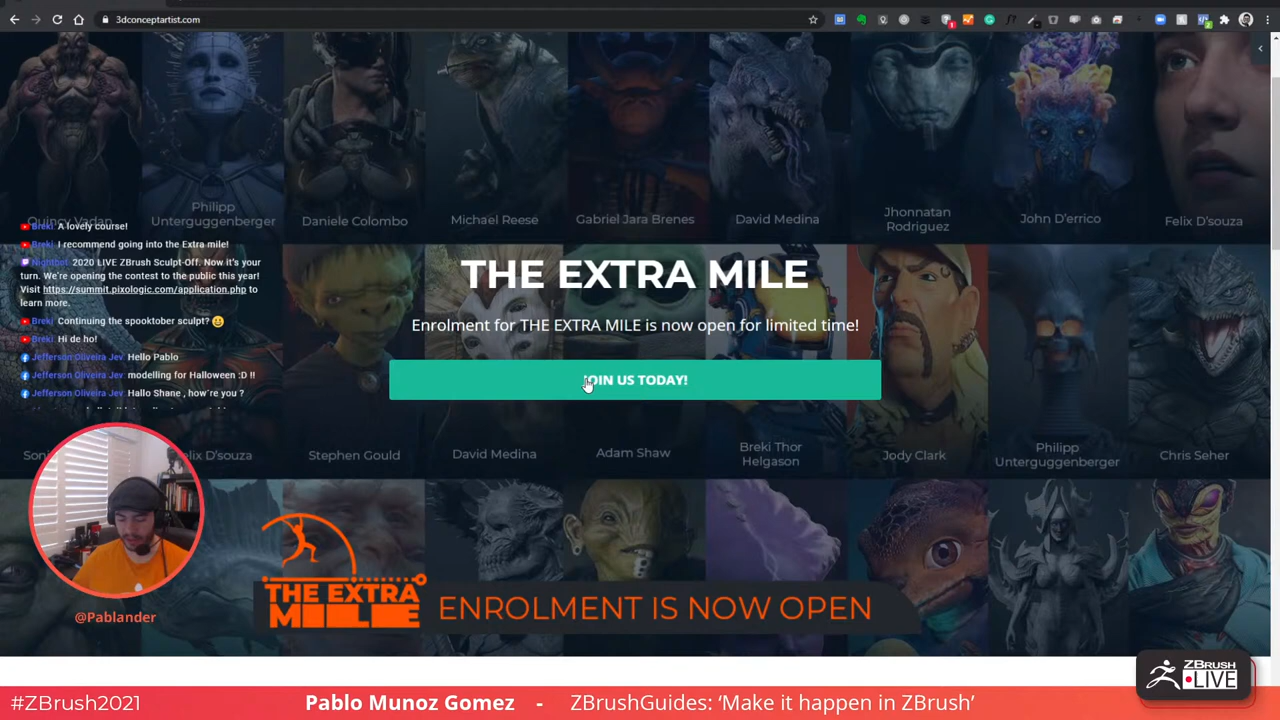 3dconceptartist.com
Quincy Vadan
Philipp
Unterguggenberger
Daniele Colombo
Michael Reese
Gabriel Jara Brenes
David Medina
Jhonnatan
Rodriguez
John D'errico
Felix D'souza
Breki: A lovely course!
Breki: I recommend going into the Extra mile!
Nightbot: 2020 LIVE ZBrush Sculpt-Off. Now it's your
turn. We're opening the contest to the public this year!
Visit https://summit.pixologic.com/application.php to
learn more.
Breki: Continuing the spooktober sculpt? 😃
Breki: Hi de ho!
Jefferson Oliveira Jev: Hello Pablo
Jefferson Oliveira Jev: modelling for Halloween :D !!
Jefferson Oliveira Jev: Hallo Shane , how're you ?
THE EXTRA MILE
Enrolment for THE EXTRA MILE is now open for limited time!
JOIN US TODAY!
Felix D'souza
Stephen Gould
David Medina
Adam Shaw
Breki Thor
Helgason
Jody Clark
Philipp
Unterguggenberger
Chris Seher
THE EXTRA
MILE
ENROLMENT IS NOW OPEN
@Pablander
ZBRUSH
LIVE
#ZBrush2021
Pablo Munoz Gomez - ZBrushGuides: 'Make it happen in ZBrush'